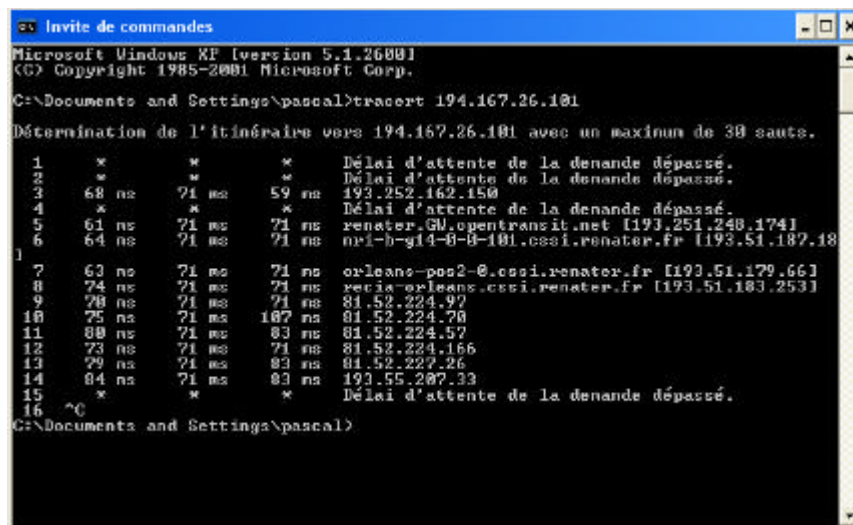 Invite de commandes
Microsoft Windows XP [version 5.1.2600]
(C) Copyright 1985-2001 Microsoft Corp.
C:\Documents and Settings\pascal>tracert 194.167.26.101
Détermination de l'itinéraire vers 194.167.26.101 avec un maximum de 30 sauts.
1 * * * Délai d'attente de la demande dépassé.
2 * * * Délai d'attente de la demande dépassé.
3 68 ms 71 ms 59 ms 193.252.162.150
4 * * * Délai d'attente de la demande dépassé.
5 61 ms 71 ms 71 ms renater.GW.opentransit.net [193.251.248.174]
6 64 ms 71 ms 71 ms nri-b-g14-0-0-101.cssi.renater.fr [193.51.187.18
]
7 63 ms 71 ms 71 ms orleans-pos2-0.cssi.renater.fr [193.51.179.66]
8 74 ms 71 ms 71 ms recia-orleans.cssi.renater.fr [193.51.183.253]
9 70 ms 71 ms 71 ms 81.52.224.97
10 75 ms 71 ms 107 ms 81.52.224.70
11 80 ms 71 ms 83 ms 81.52.224.57
12 73 ms 71 ms 71 ms 81.52.224.166
13 79 ms 71 ms 83 ms 81.52.227.26
14 84 ms 71 ms 83 ms 193.55.207.33
15 * * * Délai d'attente de la demande dépassé.
16 ^C
C:\Documents and Settings\pascal>